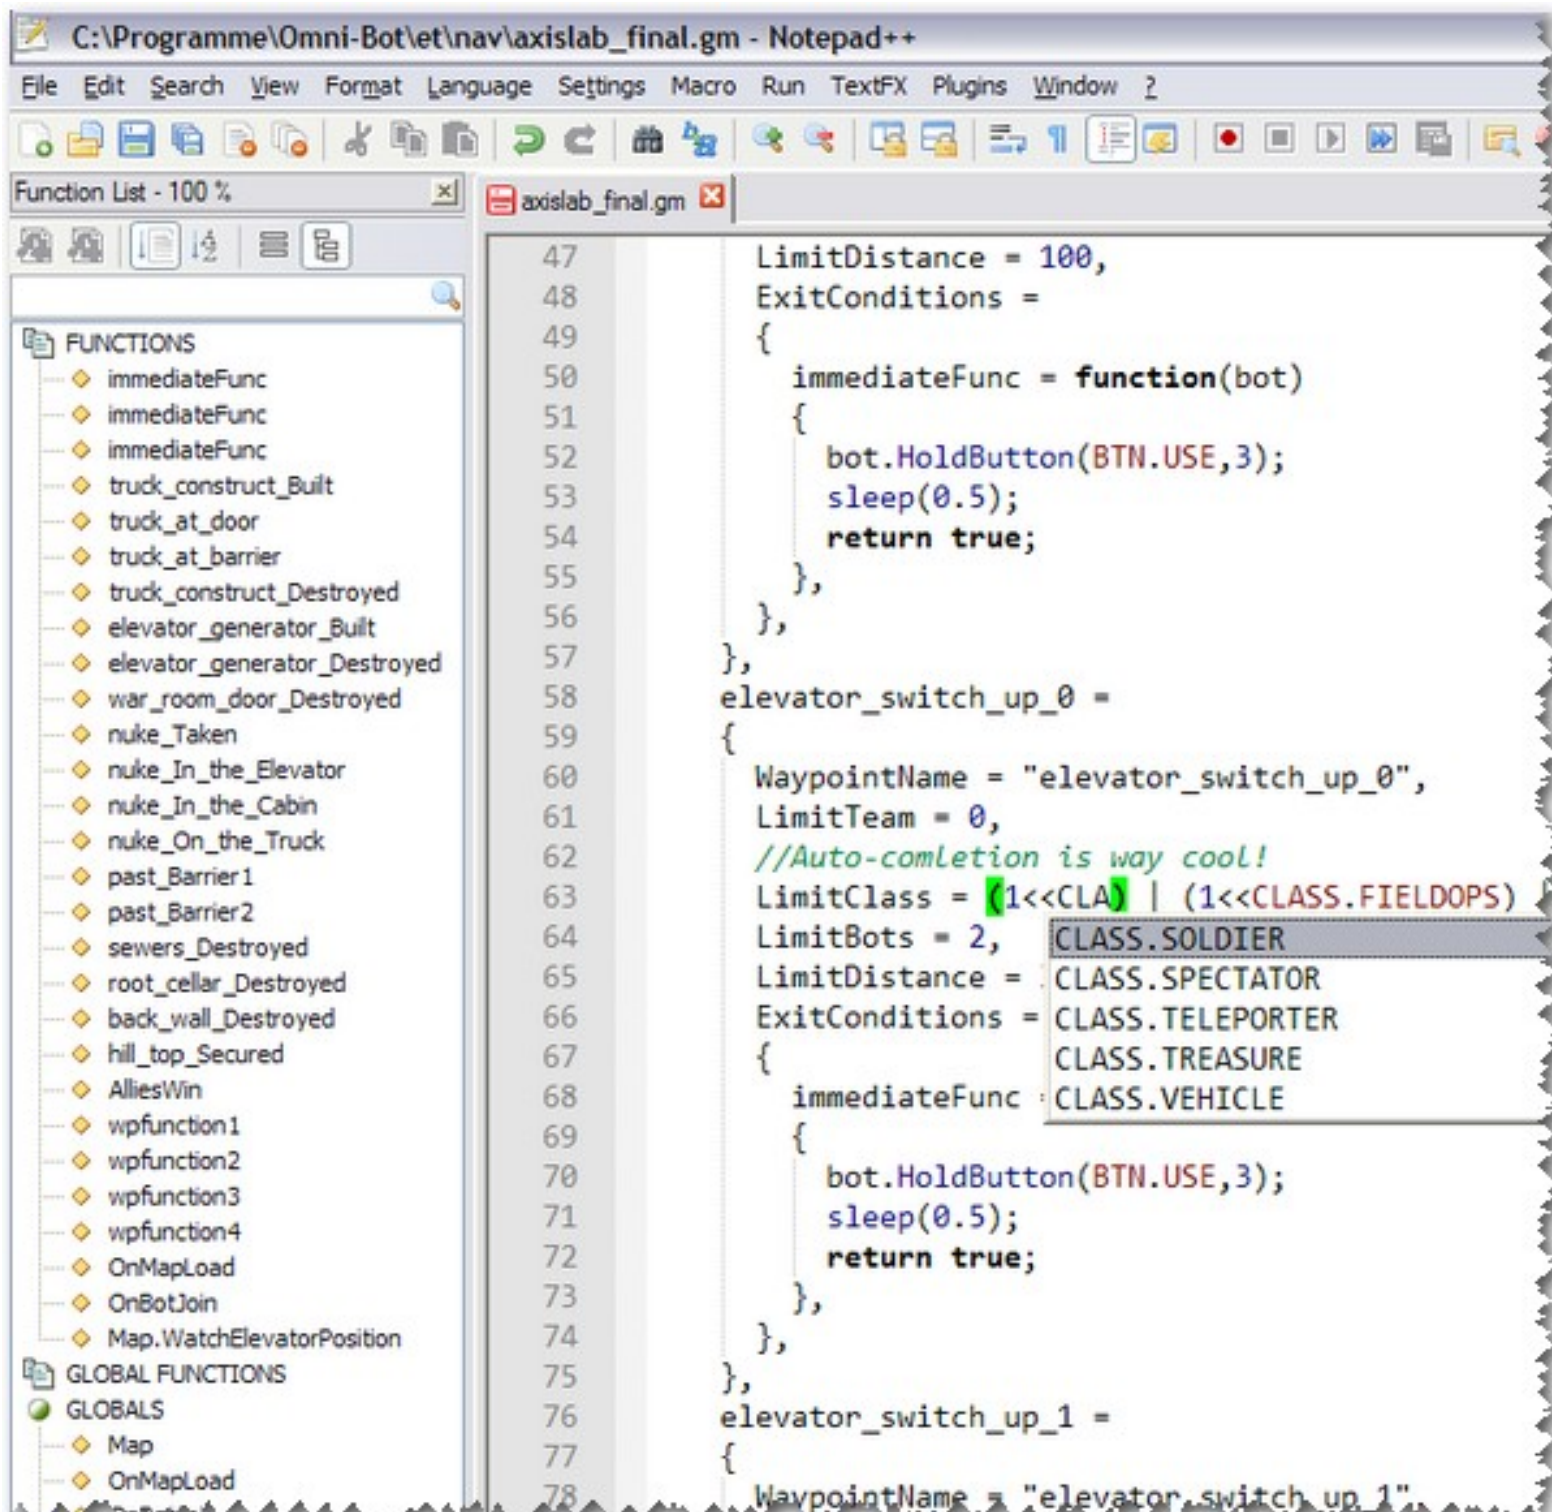 C:\Programme\Omni-Bot\et\nav\axislab_final.gm - Notepad++
File Edit Search View Format Language Settings Macro Run TextFX Plugins Window ?
Function List - 100 %
axislab_final.gm
FUNCTIONS
immediateFunc
immediateFunc
immediateFunc
truck_construct_Built
truck_at_door
truck_at_barrier
truck_construct_Destroyed
elevator_generator_Built
elevator_generator_Destroyed
war_room_door_Destroyed
nuke_Taken
nuke_In_the_Elevator
nuke_In_the_Cabin
nuke_On_the_Truck
past_Barrier1
past_Barrier2
sewers_Destroyed
root_cellar_Destroyed
back_wall_Destroyed
hill_top_Secured
AlliesWin
wpfunction1
wpfunction2
wpfunction3
wpfunction4
OnMapLoad
OnBotJoin
Map.WatchElevatorPosition
GLOBAL FUNCTIONS
GLOBALS
Map
OnMapLoad
47 LimitDistance = 100,
48 ExitConditions =
49 {
50 immediateFunc = function(bot)
51 {
52 bot.HoldButton(BTN.USE,3);
53 sleep(0.5);
54 return true;
55 },
56 },
57 },
58 elevator_switch_up_0 =
59 {
60 WaypointName = "elevator_switch_up_0",
61 LimitTeam = 0,
62 //Auto-comletion is way cool!
63 LimitClass = (1<<CLA) | (1<<CLASS.FIELDOPS)
64 LimitBots = 2,
65 LimitDistance =
66 ExitConditions =
67 {
68 immediateFunc
69 {
70 bot.HoldButton(BTN.USE,3);
71 sleep(0.5);
72 return true;
73 },
74 },
75 },
76 elevator_switch_up_1 =
77 {
78 WaypointName = "elevator_switch_up_1",
CLASS.SOLDIER
CLASS.SPECTATOR
CLASS.TELEPORTER
CLASS.TREASURE
CLASS.VEHICLE